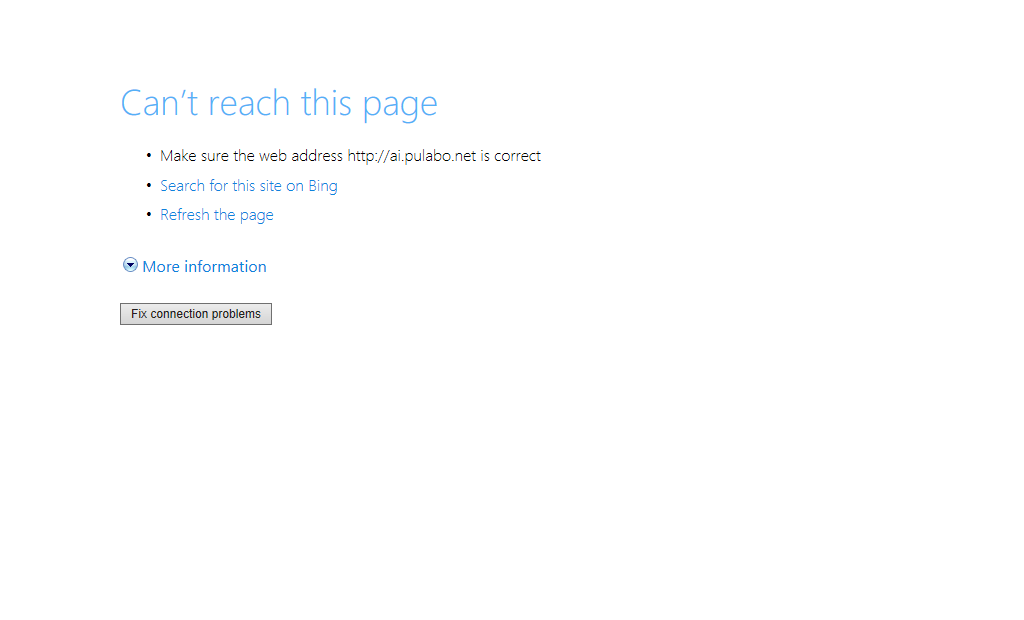 Can't reach this page
• Make sure the web address http://ai.pulabo.net is correct
• Search for this site on Bing
• Refresh the page
More information
Fix connection problems